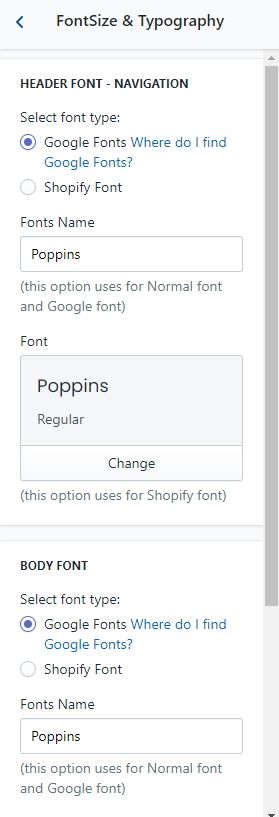 FontSize & Typography
HEADER FONT - NAVIGATION
Select font type:
Google Fonts Where do I find
Google Fonts?
Shopify Font
Fonts Name
Poppins
(this option uses for Normal font
and Google font)
Font
Poppins
Regular
Change
(this option uses for Shopify font)
BODY FONT
Select font type:
Google Fonts Where do I find
Google Fonts?
Shopify Font
Fonts Name
Poppins
(this option uses for Normal font
and Google font)